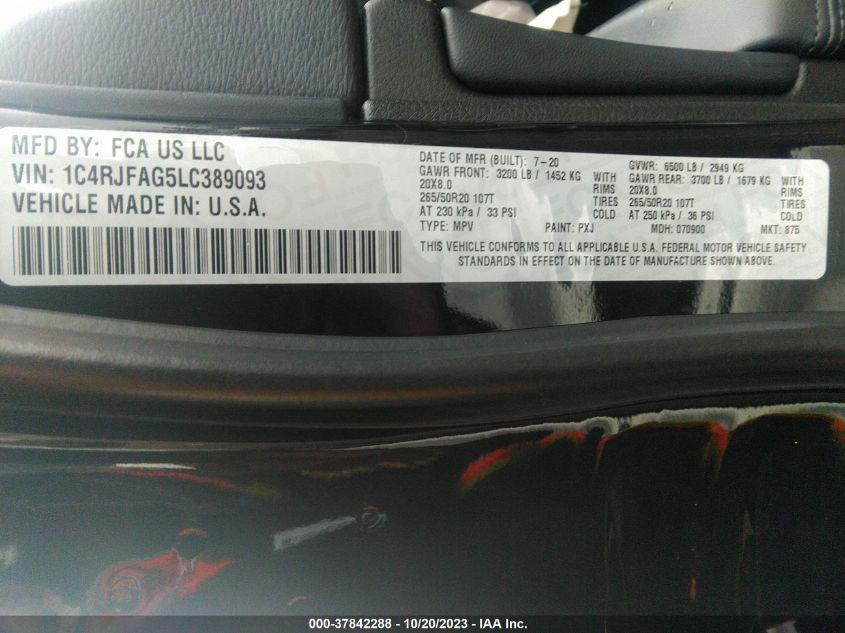 MFD BY: FCA US LLC
VIN: 1C4RJFAG5LC389093
VEHICLE MADE IN: U.S.A.
DATE OF MFR (BUILT): 7-20
GAWR FRONT: 3200 LB / 1452 KG
20X8.0 RIMS
265/50R20 107T TIRES
AT 230 kPa / 33 PSI COLD
TYPE: MPV PAINT: PXJ
GVWR: 6500 LB / 2949 KG
GAWR REAR: 3700 LB / 1679 KG
20X8.0 RIMS
265/50R20 107T TIRES
AT 250 kPa / 36 PSI COLD
MDH: 070900 MKT: 875
THIS VEHICLE CONFORMS TO ALL APPLICABLE U.S.A. FEDERAL MOTOR VEHICLE SAFETY
STANDARDS IN EFFECT ON THE DATE OF MANUFACTURE SHOWN ABOVE.
000-37842288 - 10/20/2023 - IAA Inc.